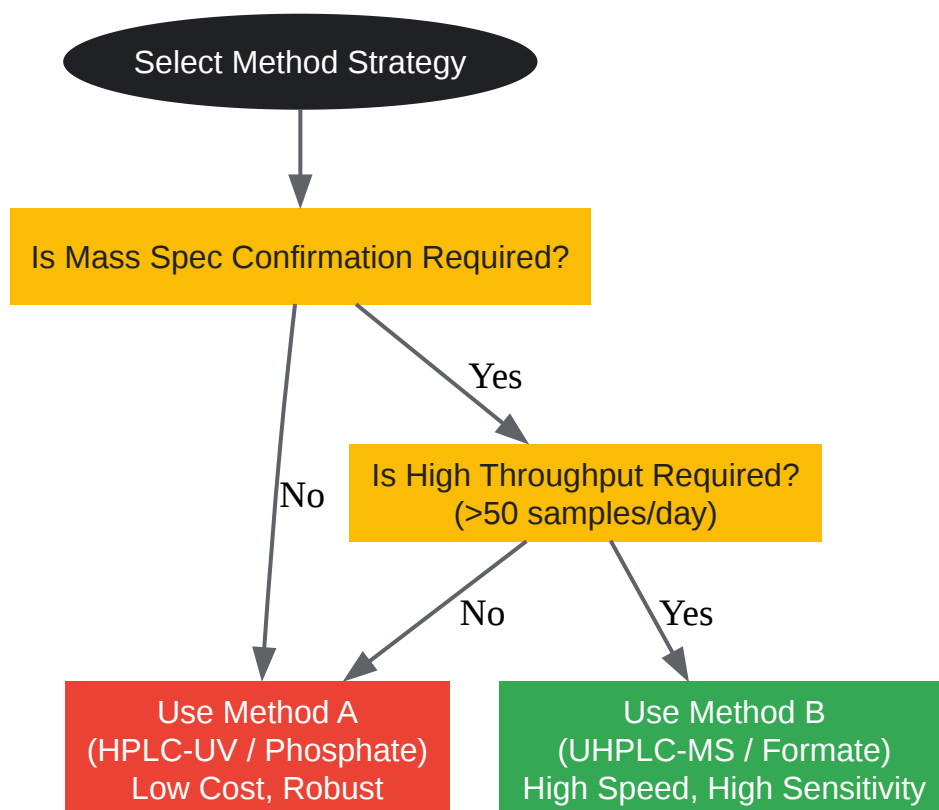 Select Method Strategy
Is Mass Spec Confirmation Required?
Yes
Is High Throughput Required?
(>50 samples/day)
No
No
Yes
Use Method A
(HPLC-UV / Phosphate)
Low Cost, Robust
Use Method B
(UHPLC-MS / Formate)
High Speed, High Sensitivity